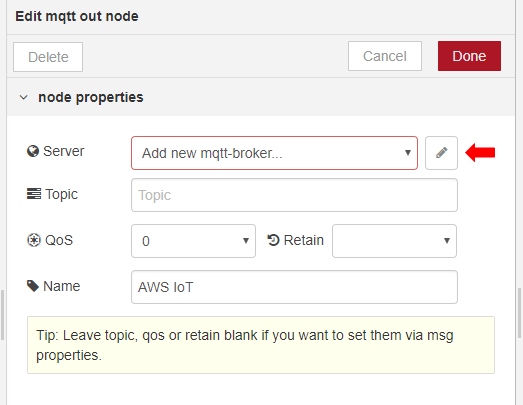 Edit mqtt out node
Delete Cancel Done
node properties
Server Add new mqtt-broker...
Topic Topic
QoS 0 Retain
Name AWS IoT
Tip: Leave topic, qos or retain blank if you want to set them via msg
properties.